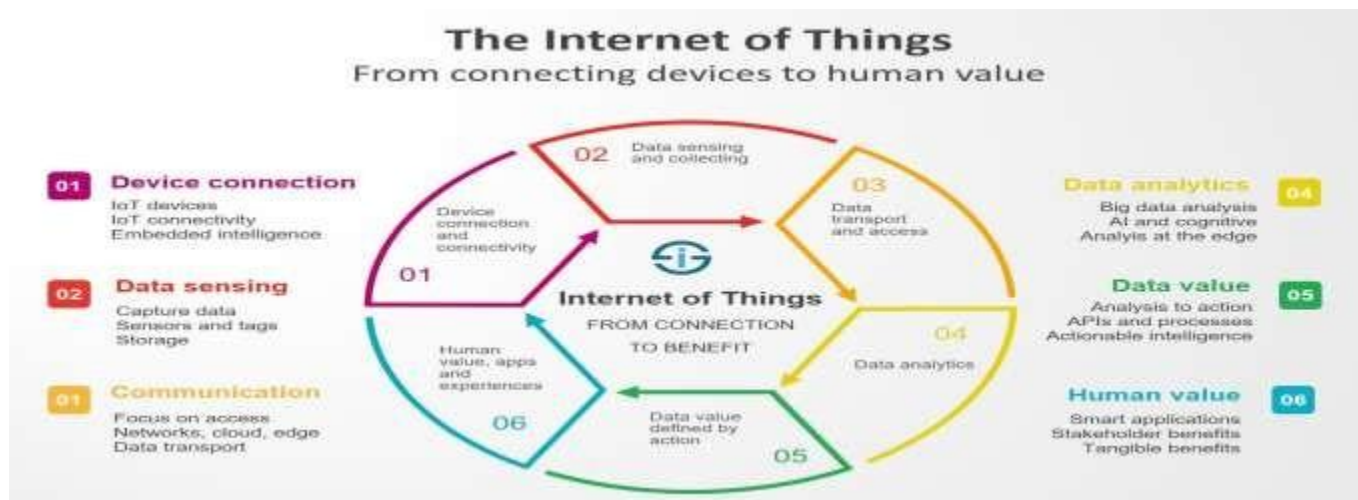 The Internet of Things
From connecting devices to human value
01 Device connection
IoT devices
IoT connectivity
Embedded intelligence
02 Data sensing
Capture data
Sensors and tags
Storage
01 Communication
Focus on access
Networks, cloud, edge
Data transport
01
Device
connection
and
connectivity
02
Data sensing
and collecting
03
Data
transport
and access
04
Data analytics
05
Data value
defined by
action
06
Human
value, apps
and
experiences
Internet of Things
FROM CONNECTION
TO BENEFIT
Data analytics 04
Big data analysis
AI and cognitive
Analyis at the edge
Data value 05
Analysis to action
APIs and processes
Actionable intelligence
Human value 06
Smart applications
Stakeholder benefits
Tangible benefits